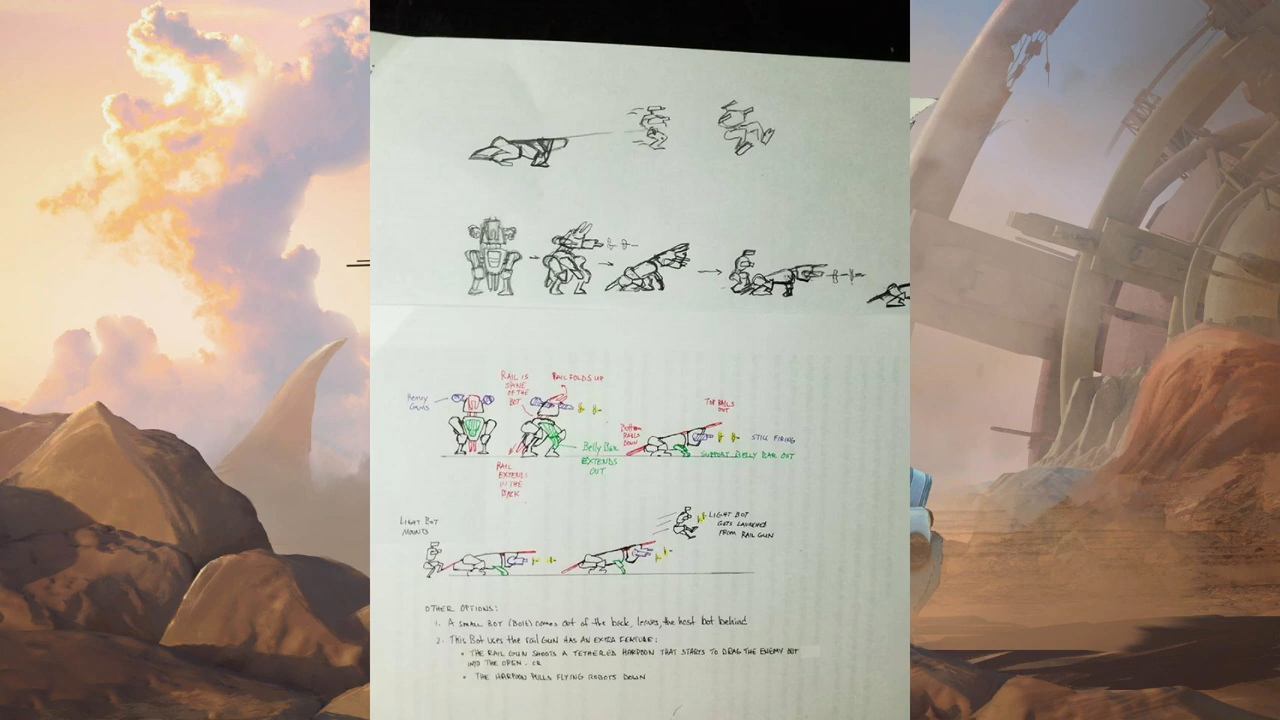 RAIL IS SPINE OF THE BOT
RAIL FOLDS UP
HEAVY GUNS
TOP RAILS OUT
BOTTOM RAILS DOWN
STILL FIRING
BELLY BAR EXTENDS OUT
SUPPORT BELLY BAR OUT
RAIL EXTENDS IN THE BACK
LIGHT BOT MOUNTS
LIGHT BOT GETS LAUNCHED FROM RAIL GUN
OTHER OPTIONS:
1. A SMALL BOT (BOLT) comes out of the back, leaves, the host bot behind
2. THIS BOT USES THE RAIL GUN HAS AN EXTRA FEATURE:
• THE RAIL GUN SHOOTS A TETHERED HARPOON THAT STARTS TO DRAG THE ENEMY BOT
INTO THE OPEN. OR
• THE HARPOON PULLS FLYING ROBOTS DOWN